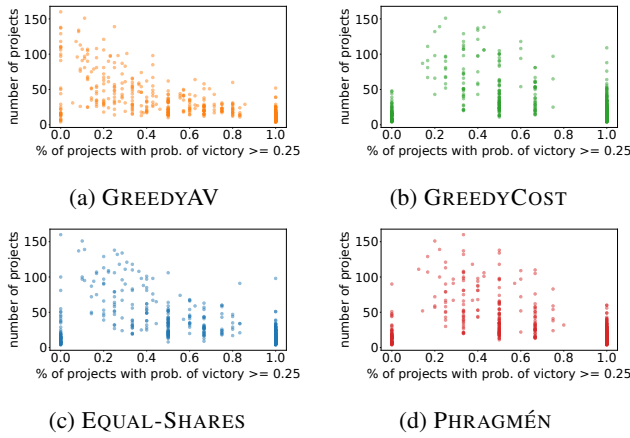 number of projects
150
100
50
0
0.0 0.2 0.4 0.6 0.8 1.0
% of projects with prob. of victory >= 0.25
(a) GREEDYAV
number of projects
150
100
50
0
0.0 0.2 0.4 0.6 0.8 1.0
% of projects with prob. of victory >= 0.25
(b) GREEDYCOST
number of projects
150
100
50
0
0.0 0.2 0.4 0.6 0.8 1.0
% of projects with prob. of victory >= 0.25
(c) EQUAL-SHARES
number of projects
150
100
50
0
0.0 0.2 0.4 0.6 0.8 1.0
% of projects with prob. of victory >= 0.25
(d) PHRAGMÉN